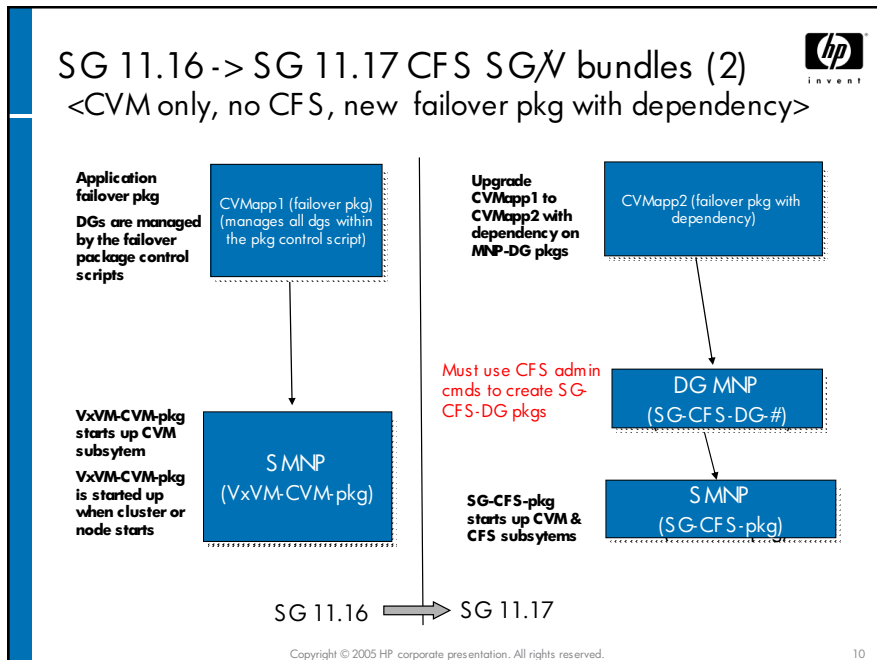 SG 11.16 -> SG 11.17 CFS SG/V bundles (2)
<CVM only, no CFS, new failover pkg with dependency>
hp
invent
Application
failover pkg
DGs are managed
by the failover
package control
scripts
CVMapp1 (failover pkg)
(manages all dgs within
the pkg control script)
VxVM-CVM-pkg
starts up CVM
subsytem
VxVM-CVM-pkg
is started up
when cluster or
node starts
SMNP
(VxVM-CVM-pkg)
Upgrade
CVMapp1 to
CVMapp2 with
dependency on
MNP-DG pkgs
CVMapp2 (failover pkg with
dependency)
Must use CFS admin
cmds to create SG-
CFS-DG pkgs
DG MNP
(SG-CFS-DG-#)
SG-CFS-pkg
starts up CVM &
CFS subsytems
SMNP
(SG-CFS-pkg)
SG 11.16
SG 11.17
Copyright © 2005 HP corporate presentation. All rights reserved.
10